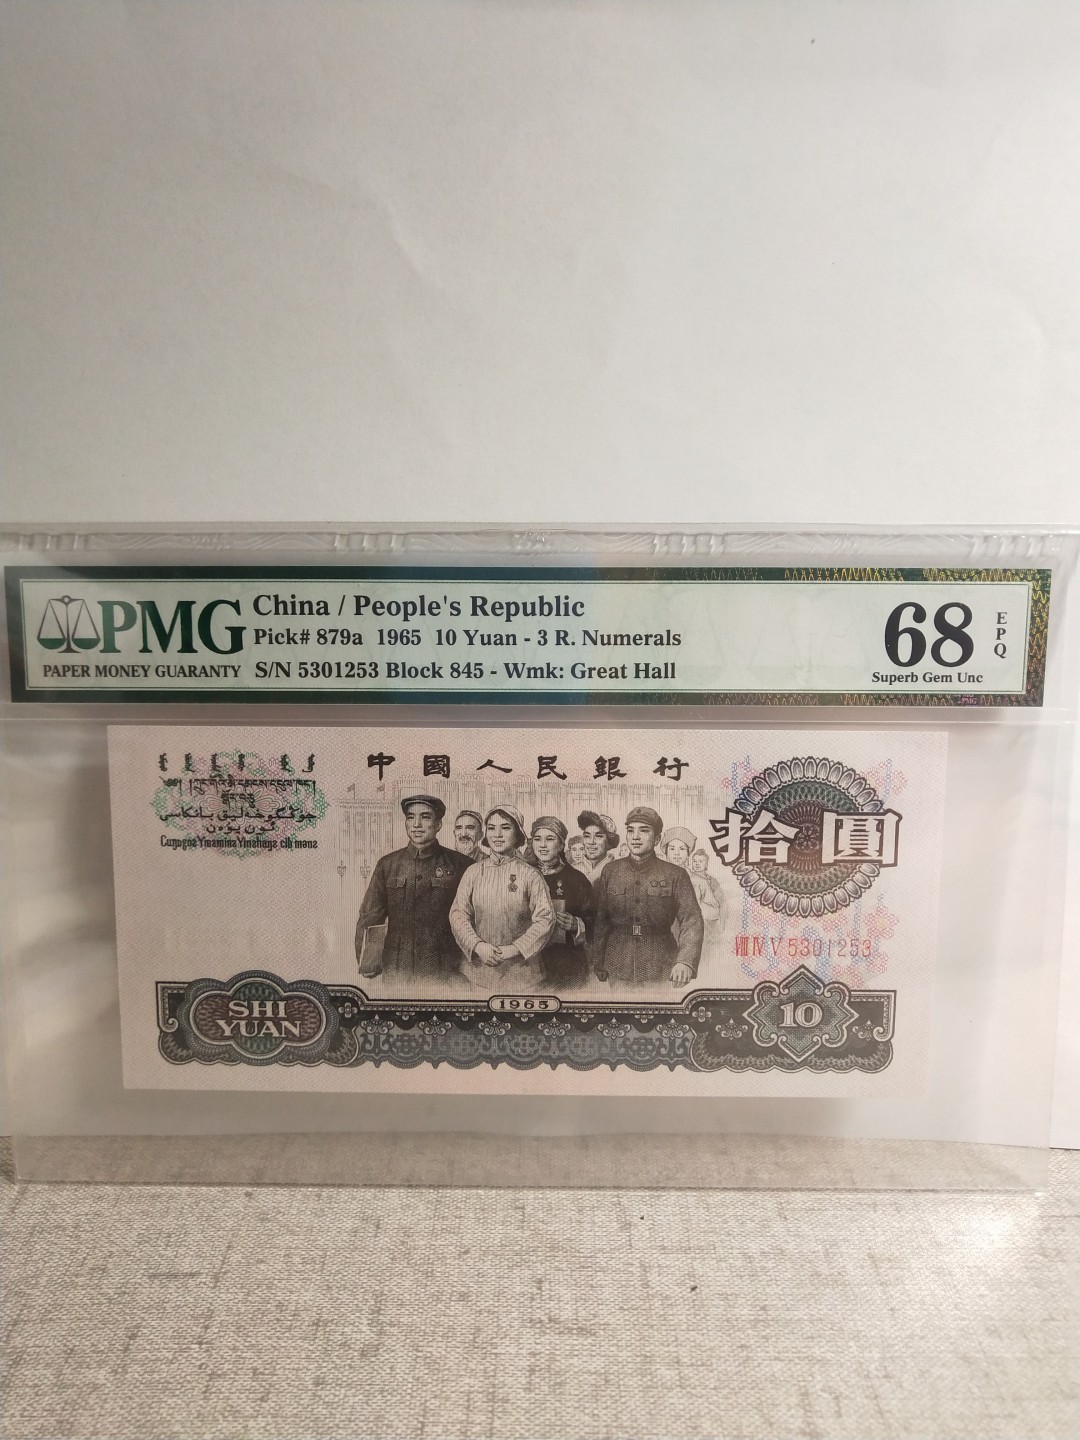 PMG
PAPER MONEY GUARANTY
China / People's Republic
Pick# 879a 1965 10 Yuan - 3 R. Numerals
S/N 5301253 Block 845 - Wmk: Great Hall
68
EPQ
Superb Gem Unc
中國人民銀行
拾圓
VIII IV V 5301253
1965
SHI
YUAN
10